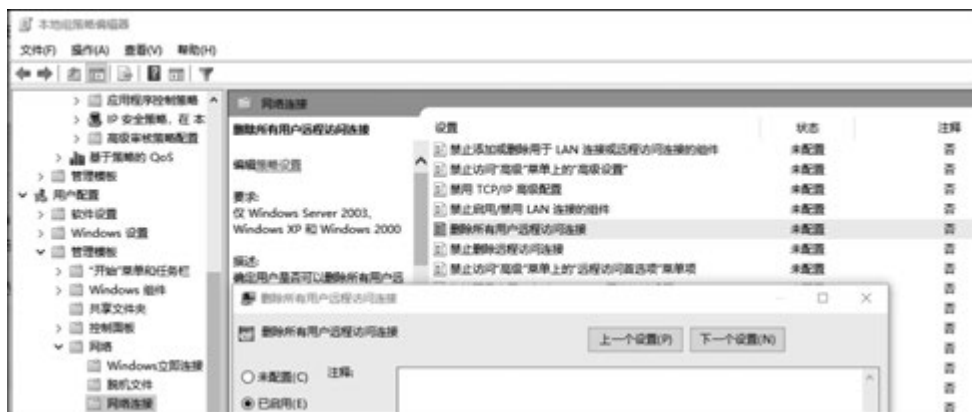 本地组策略编辑器
文件(F) 操作(A) 查看(V) 帮助(H)
应用程序控制策略
IP 安全策略，在 本
高级审核策略配置
基于策略的 QoS
管理模板
用户配置
软件设置
Windows 设置
管理模板
"开始"菜单和任务栏
Windows 组件
共享文件夹
控制面板
网络
Windows立即连接
脱机文件
网络连接
网络连接
删除所有用户远程访问连接
编辑策略设置
要求:
仅 Windows Server 2003、
Windows XP 和 Windows 2000
描述:
确定用户是否可以删除所有用户远
设置 状态 注释
禁止添加或删除用于 LAN 连接或远程访问连接的组件 未配置 否
禁止访问"高级"菜单上的"高级设置" 未配置 否
禁用 TCP/IP 高级配置 未配置 否
禁止启用/禁用 LAN 连接的组件 未配置 否
删除所有用户远程访问连接 未配置 否
禁止删除远程访问连接 未配置 否
禁止访问"高级"菜单上的"远程访问首选项"菜单项 未配置 否
否
否
否
否
否
否
否
删除所有用户远程访问连接
删除所有用户远程访问连接
上一个设置(P) 下一个设置(N)
未配置(C) 注释:
已启用(E)